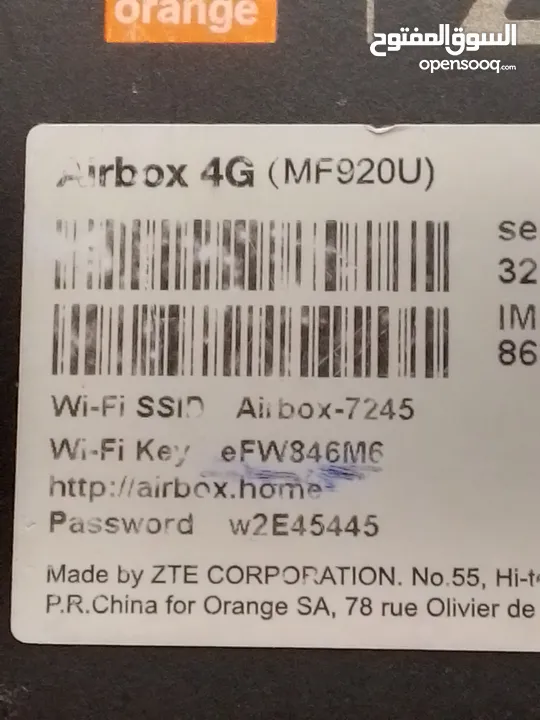 orange
السوق المفتوح
opensooq.com
Airbox 4G (MF920U)
se
32
IM
86
Wi-Fi SSID Airbox-7245
Wi-Fi Key eFW846M6
http://airbox.home
Password w2E45445
Made by ZTE CORPORATION. No.55, Hi-t
P.R.China for Orange SA, 78 rue Olivier de